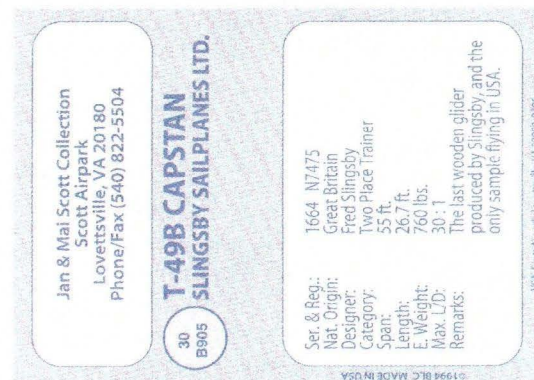 Jan & Mai Scott Collection
Scott Airpark
Lovettsville, VA 20180
Phone/Fax (540) 822-5504
30
B905
T-49B CAPSTAN
SLINGSBY SAILPLANES LTD.
Ser. & Reg.: 1664 N7475
Nat. Origin: Great Britain
Designer: Fred Slingsby
Category: Two Place Trainer
Span: 55 ft.
Length: 26.7 ft.
E. Weight: 760 lbs.
Max. L/D: 30 : 1
Remarks: The last wooden glider
produced by Slingsby, and the
only sample flying in USA.
©1994 BLC MADE IN USA